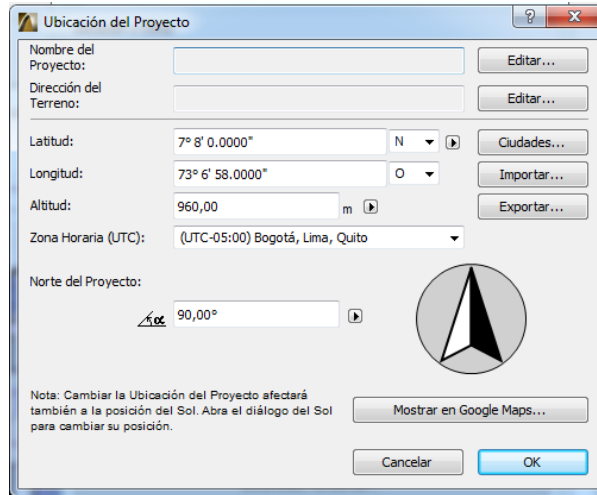 Ubicación del Proyecto
Nombre del
Proyecto:
Editar...
Dirección del
Terreno:
Editar...
Latitud:
7° 8' 0.0000"
N
Ciudades...
Longitud:
73° 6' 58.0000"
O
Importar...
Altitud:
960,00
m
Exportar...
Zona Horaria (UTC):
(UTC-05:00) Bogotá, Lima, Quito
Norte del Proyecto:
α
90,00°
Nota: Cambiar la Ubicación del Proyecto afectará
también a la posición del Sol. Abra el diálogo del Sol
para cambiar su posición.
Mostrar en Google Maps...
Cancelar
OK